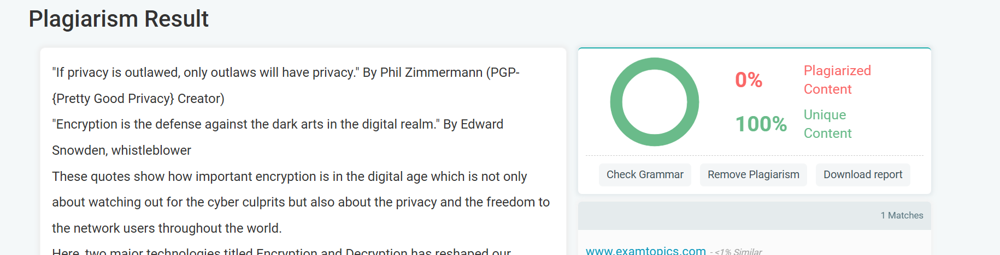 Plagiarism Result
"If privacy is outlawed, only outlaws will have privacy." By Phil Zimmermann (PGP-
{Pretty Good Privacy} Creator)
"Encryption is the defense against the dark arts in the digital realm." By Edward
Snowden, whistleblower
These quotes show how important encryption is in the digital age which is not only
about watching out for the cyber culprits but also about the privacy and the freedom to
the network users throughout the world.
Here, two major technologies titled Encryption and Decryption has reshaped our
0%
Plagiarized
Content
100%
Unique
Content
Check Grammar
Remove Plagiarism
Download report
1 Matches
www.examtopics.com - <1% Similar